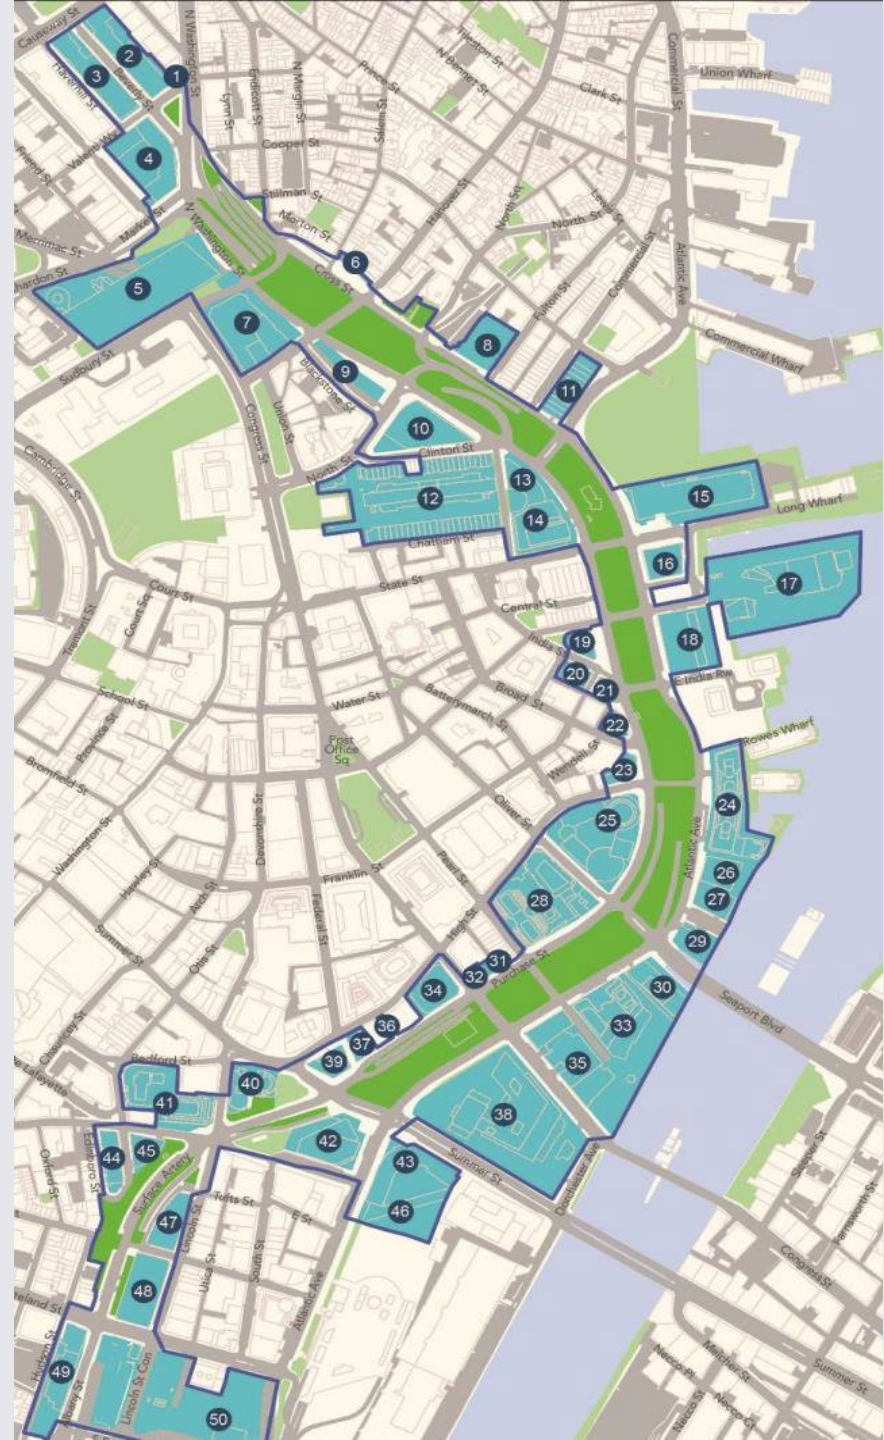 Causeway St
N Washington St
2
1
3
Haverhill St
Beverly St
Endicott St
Lynn St
N Margin St
Prince St
Tileston St
N Bennet St
Salem St
Commercial St
Union Wharf
Clark St
Friend St
4
Cooper St
Stillman St
Hanover St
North Sq
Lewis St
North St
Market St
Morton St
Merrimac St
N Washington St
6
Cross St
Commercial St
Atlantic Ave
5
Fulton St
7
8
Commercial Wharf
Sudbury St
9
Blackstone St
11
Union St
Congress St
10
Clinton St
Cambridge St
North St
13
12
15
Long Wharf
14
Chatham St
16
State St
17
Court St
Court Sq
Central St
Tremont St
India St
19
18
20
E India Rw
School St
21
Water St
Batterymarch St
Broad St
22
Province St
Post
Office
Sq
Rowes Wharf
Wendell St
23
Bromfield St
24
Oliver St
25
Devonshire St
Washington St
Atlantic Ave
Hawley St
Franklin St
Pearl St
26
Arch St
27
28
Federal St
High St
Summer St
29
Otis St
31
32
Purchase St
30
34
Seaport Blvd
33
36
Chauncy St
37
Bedford St
39
35
40
41
38
42
Edinboro St
44
45
43
Summer St
Sleeper St
Oxford St
Surface Artery
Dorchester Ave
Tufts St
46
Farnsworth St
47
Lincoln St
E St
Utica St
South St
Congress St
48
Atlantic Ave
Hudson St
49
Lincoln St Con
Melcher St
Summer St
Necco Pl
Albany St
50
Necco St
Necco Ct